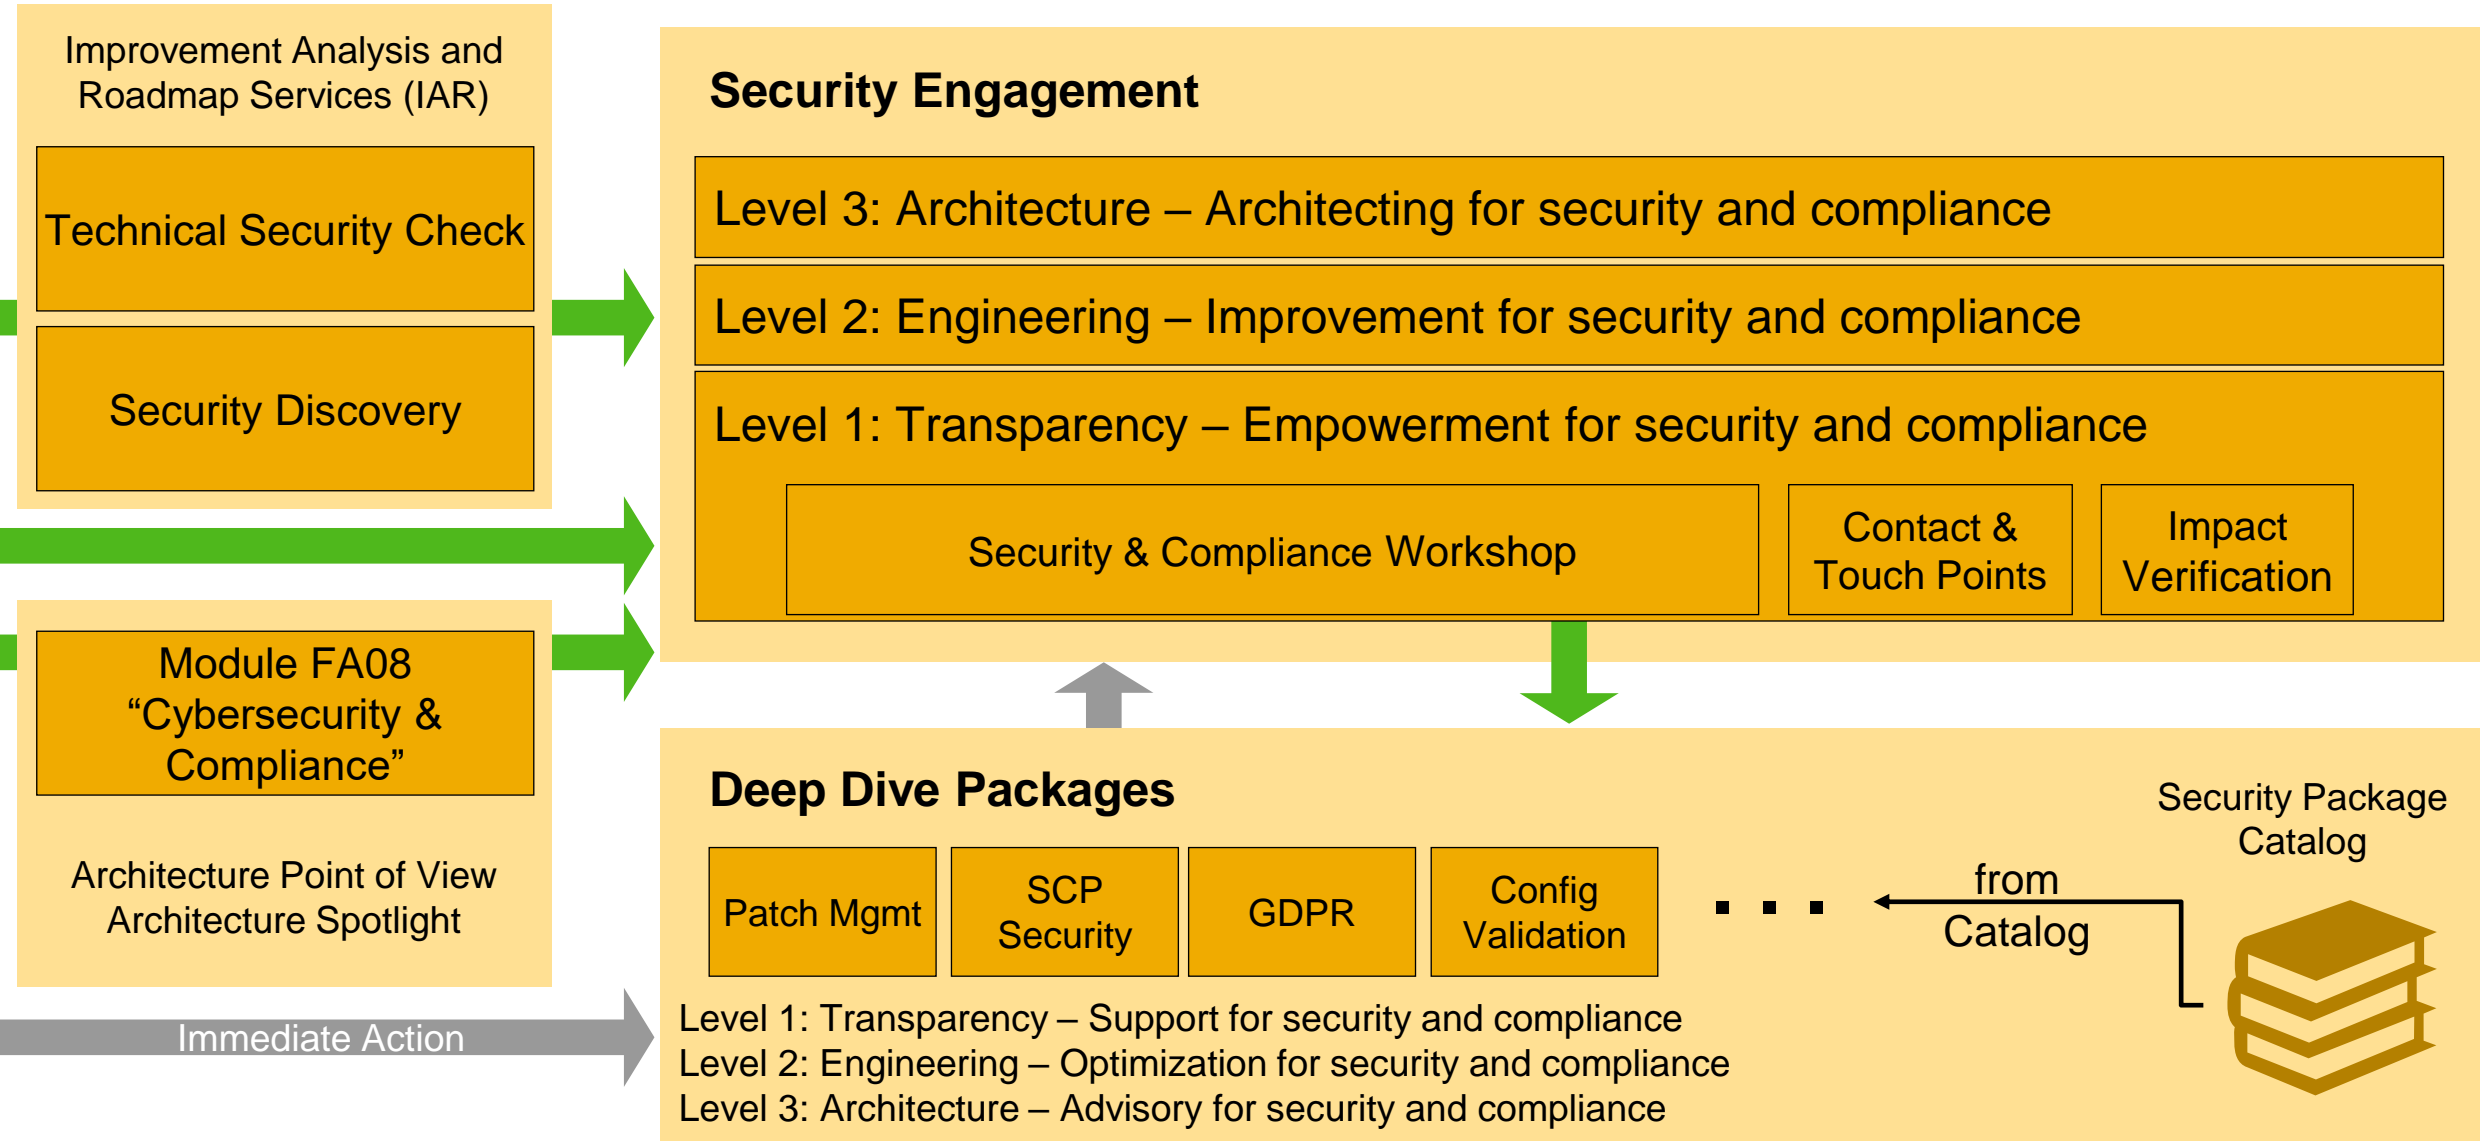 Improvement Analysis and
Roadmap Services (IAR)
Technical Security Check
Security Discovery
Module FA08
“Cybersecurity &
Compliance”
Architecture Point of View
Architecture Spotlight
Immediate Action
Security Engagement
Level 3: Architecture – Architecting for security and compliance
Level 2: Engineering – Improvement for security and compliance
Level 1: Transparency – Empowerment for security and compliance
Security & Compliance Workshop
Contact &
Touch Points
Impact
Verification
Deep Dive Packages
Patch Mgmt
SCP
Security
GDPR
Config
Validation
. . .
from
Catalog
Security Package
Catalog
Level 1: Transparency – Support for security and compliance
Level 2: Engineering – Optimization for security and compliance
Level 3: Architecture – Advisory for security and compliance